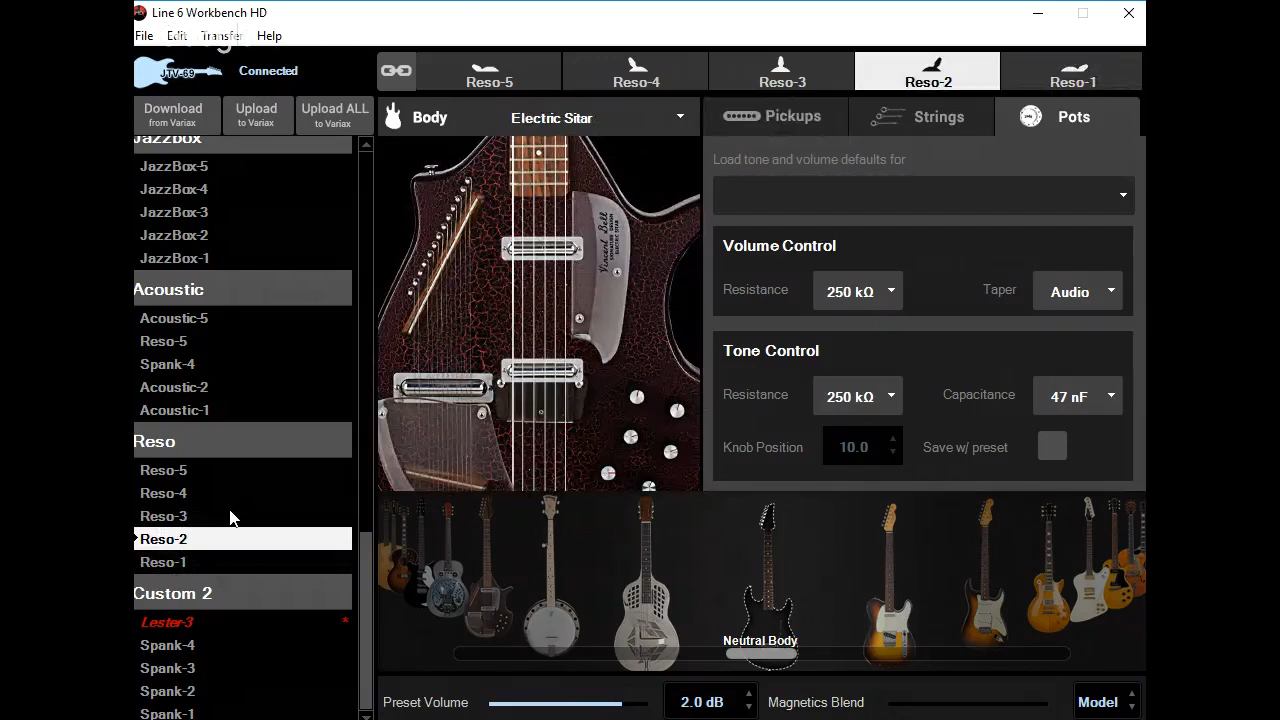 Line 6 Workbench HD
File Edit Transfer Help
JTV-69
Connected
Reso-5
Reso-4
Reso-3
Reso-2
Reso-1
Download
from Variax
Upload
to Variax
Upload ALL
to Variax
Body
Electric Sitar
Pickups
Strings
Pots
Jazzbox
JazzBox-5
JazzBox-4
JazzBox-3
JazzBox-2
JazzBox-1
Acoustic
Acoustic-5
Reso-5
Spank-4
Acoustic-2
Acoustic-1
Reso
Reso-5
Reso-4
Reso-3
Reso-2
Reso-1
Custom 2
Lester-3 *
Spank-4
Spank-3
Spank-2
Spank-1
Vincent Bell
Load tone and volume defaults for
Volume Control
Resistance 250 kΩ Taper Audio
Tone Control
Resistance 250 kΩ Capacitance 47 nF
Knob Position 10.0 Save w/ preset
Neutral Body
Preset Volume 2.0 dB Magnetics Blend Model